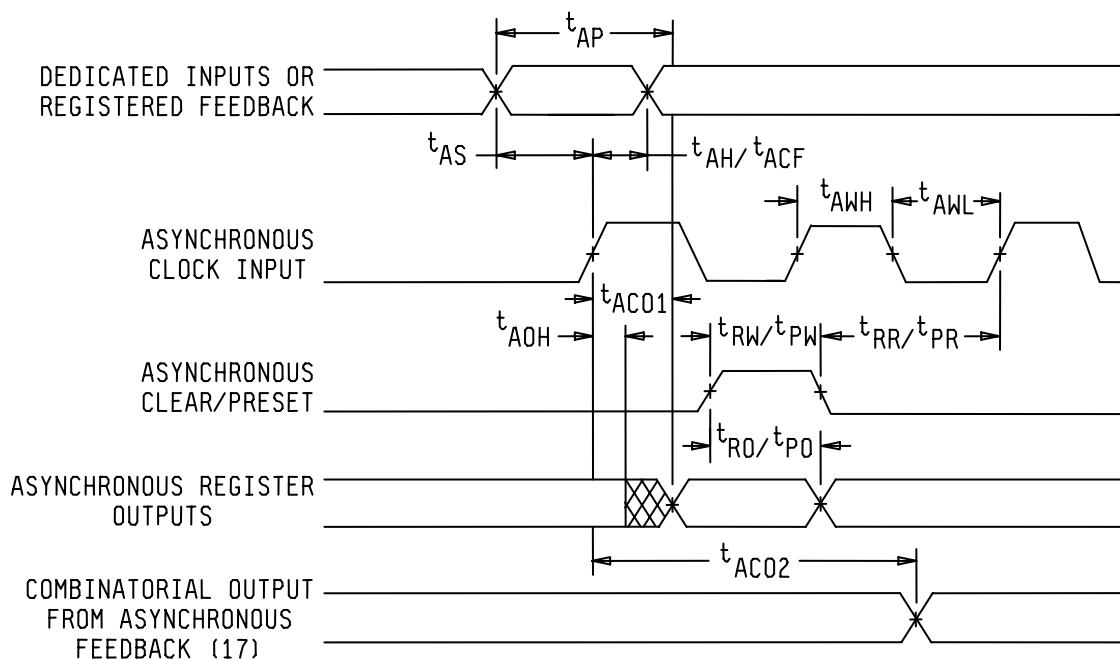 tAP
DEDICATED INPUTS OR
REGISTERED FEEDBACK
tAS
tAH/tACF
tAWH
tAWL
ASYNCHRONOUS
CLOCK INPUT
tACO1
tAOH
tRW/tPW
tRR/tPR
ASYNCHRONOUS
CLEAR/PRESET
tRO/tPO
ASYNCHRONOUS REGISTER
OUTPUTS
tACO2
COMBINATORIAL OUTPUT
FROM ASYNCHRONOUS
FEEDBACK (17)